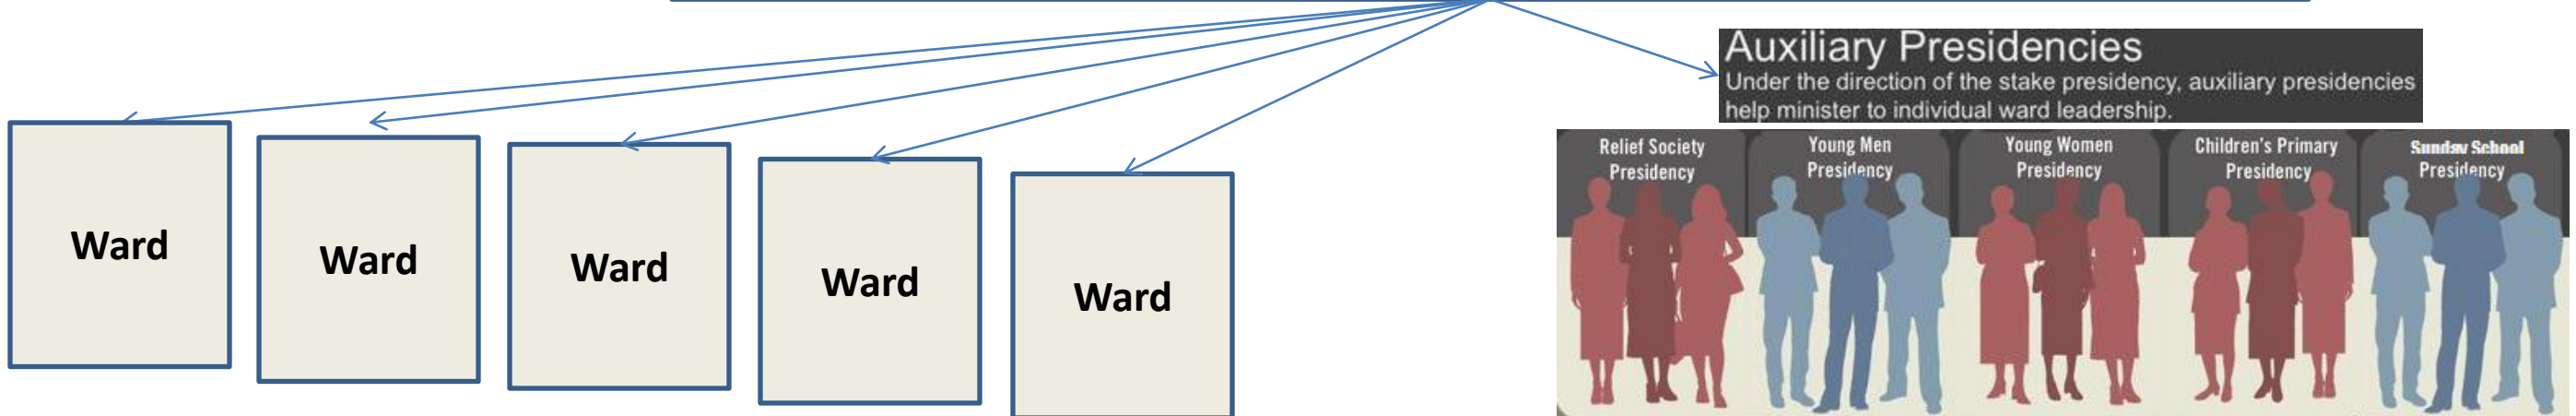 Auxiliary Presidencies
Under the direction of the stake presidency, auxiliary presidencies
help minister to individual ward leadership.
Relief Society
Presidency
Young Men
Presidency
Young Women
Presidency
Children's Primary
Presidency
Sunday School
Presidency
Ward
Ward
Ward
Ward
Ward